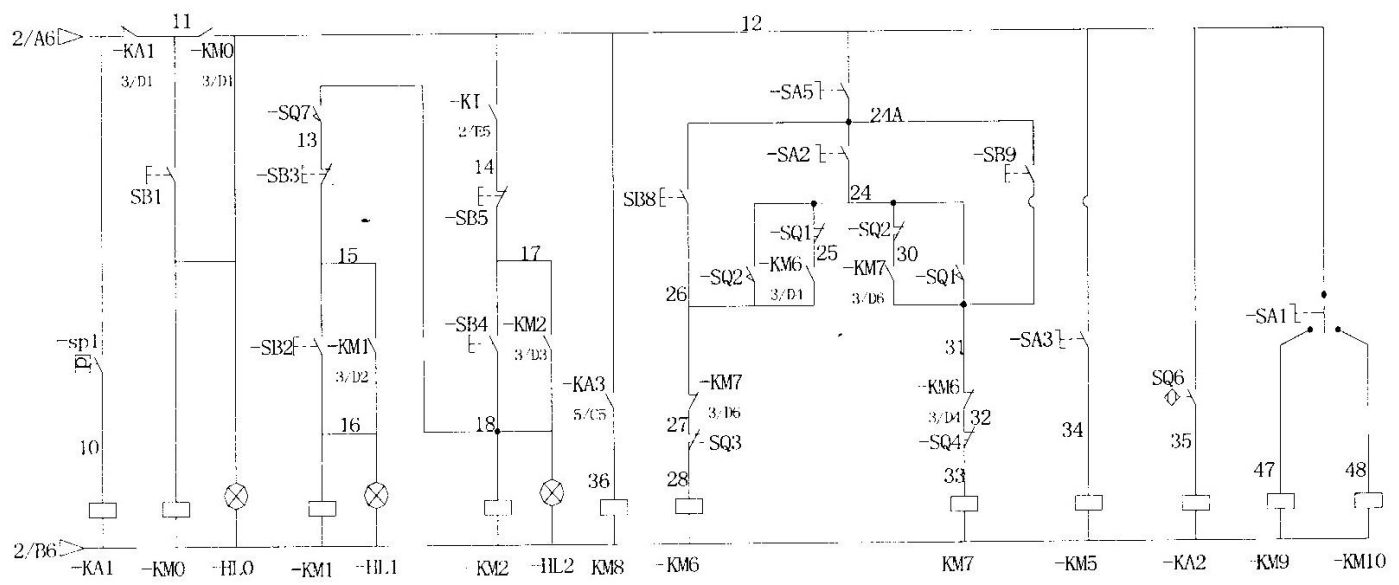 11
12
2/A6
-KA1
-KM0
3/D1
3/D1
-SA5
-SQ7
-KT
24A
2/E5
13
-SA2
-SB9
14
-SB3
SB1
SB8
24
-SB5
-SQ1
-SQ2
15
17
25
30
-KM6
-KM7
-SQ2
-SQ1
3/D4
3/D6
26
-SA1
-sp1
P
-SB2
-KM1
-SB4
-KM2
31
-SA3
3/D2
3/D3
-KA3
-KM7
-KM6
SQ6
5/C5
3/D6
3/D4
32
16
18
27
SQ3
-SQ4
34
35
10
36
28
33
47
48
2/B6
-KA1
-KM0
-HL0
-KM1
-HL1
KM2
-HL2
KM8
-KM6
KM7
-KM5
-KA2
-KM9
-KM10